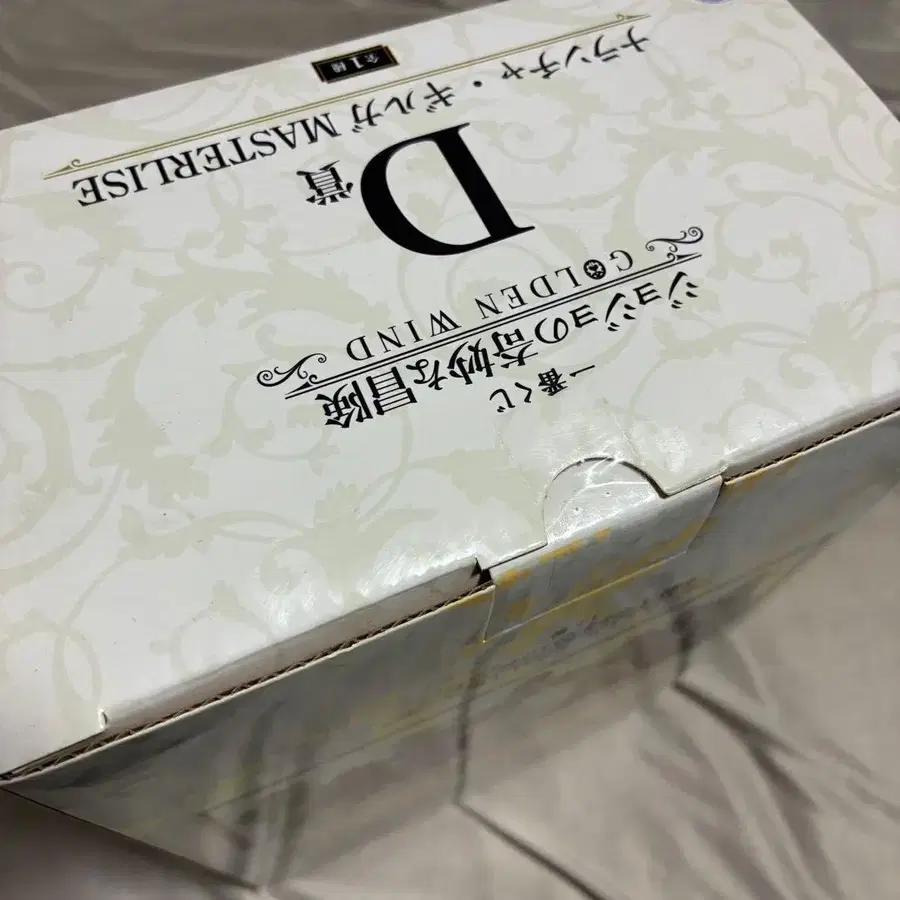 一番くじ
ジョジョの奇妙な冒険
GOLDEN WIND
D賞
ナランチャ・ギルガ MASTERLISE
全1種